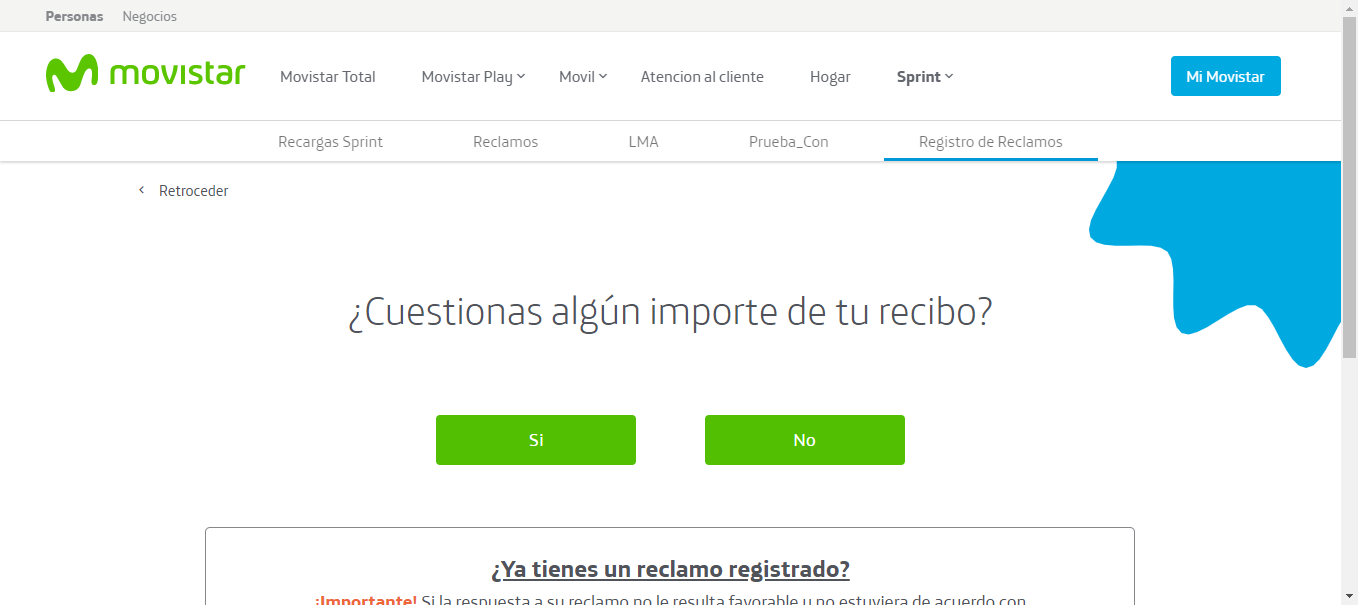 Personas Negocios
movistar Movistar Total Movistar Play Movil Atencion al cliente Hogar Sprint Mi Movistar
Recargas Sprint Reclamos LMA Prueba_Con Registro de Reclamos
Retroceder
¿Cuestionas algún importe de tu recibo?
Si No
¿Ya tienes un reclamo registrado?
¡Importante! Si la respuesta a su reclamo no le resulta favorable y no estuviera de acuerdo con